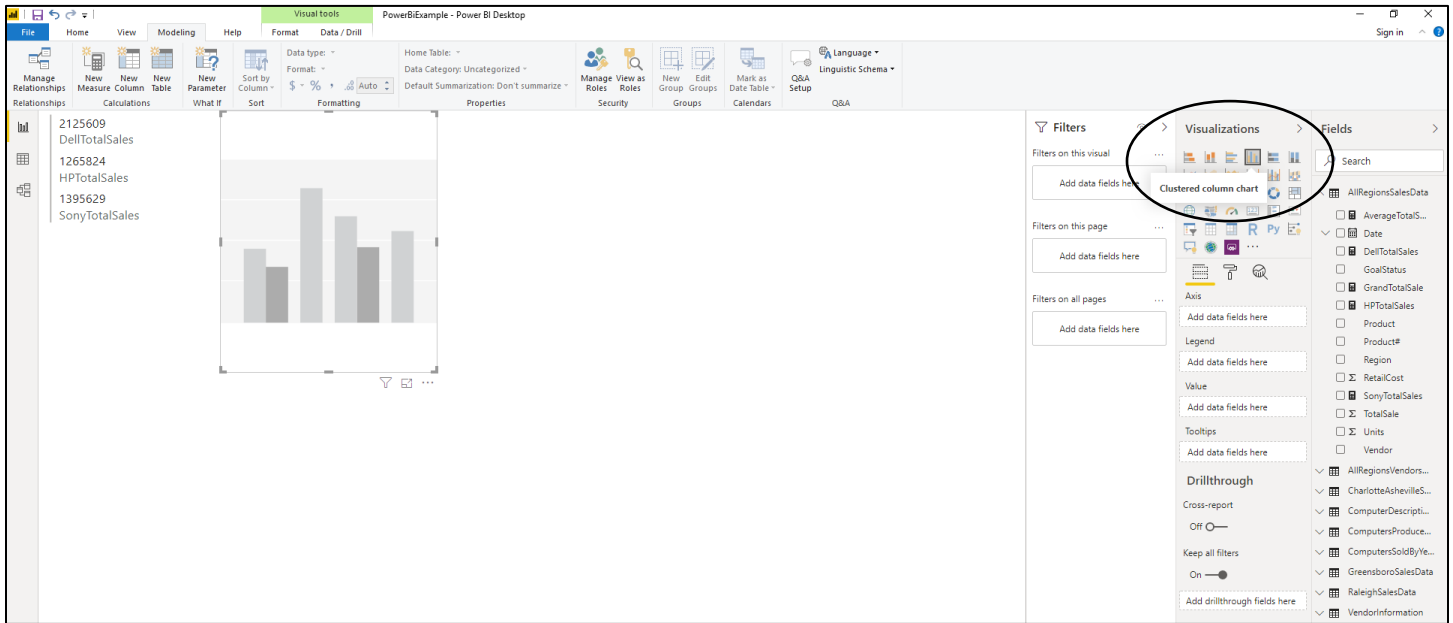 Visual tools
PowerBiExample - Power BI Desktop
File
Home
View
Modeling
Help
Format
Data / Drill
Sign in
Manage
Relationships
Relationships
New
Measure
New
Column
New
Table
Calculations
New
Parameter
What If
Sort by
Column
Sort
Data type:
Format:
$ % , .00 Auto
Formatting
Home Table:
Data Category: Uncategorized
Default Summarization: Don't summarize
Properties
Manage
Roles
View as
Roles
Security
New
Group
Edit
Groups
Groups
Mark as
Date Table
Calendars
Q&A
Setup
Language
Linguistic Schema
Q&A
2125609
DellTotalSales
1265824
HPTotalSales
1395629
SonyTotalSales
Filters
Filters on this visual
Add data fields here
Filters on this page
Add data fields here
Filters on all pages
Add data fields here
Visualizations
Clustered column chart
R Py
Axis
Add data fields here
Legend
Add data fields here
Value
Add data fields here
Tooltips
Add data fields here
Drillthrough
Cross-report
Off
Keep all filters
On
Add drillthrough fields here
Fields
Search
AllRegionsSalesData
AverageTotalS...
Date
DellTotalSales
GoalStatus
GrandTotalSale
HPTotalSales
Product
Product#
Region
Σ RetailCost
SonyTotalSales
Σ TotalSale
Σ Units
Vendor
AllRegionsVendors...
CharlotteAshevilleS...
ComputerDescripti...
ComputersProduce...
ComputersSoldByYe...
GreensboroSalesData
RaleighSalesData
VendorInformation